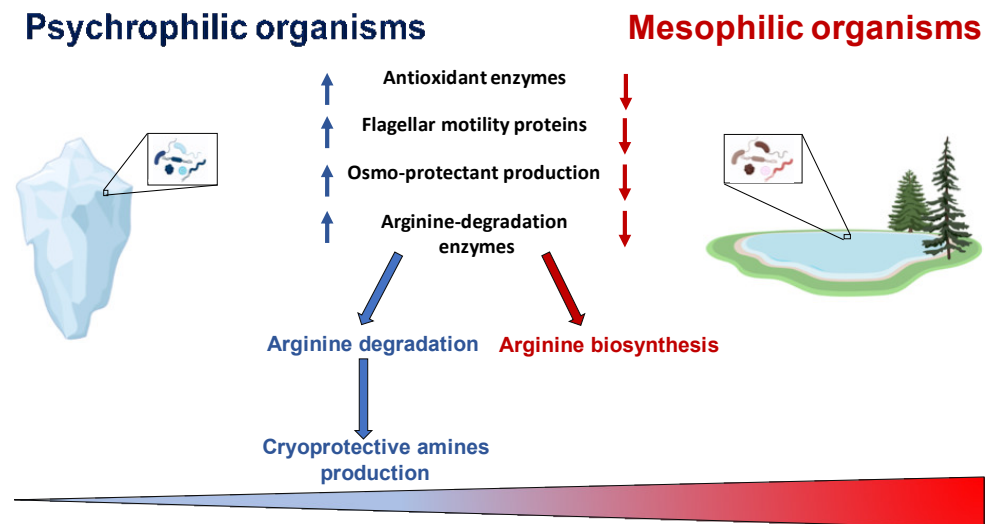 Psychrophilic organisms
Mesophilic organisms
Antioxidant enzymes
Flagellar motility proteins
Osmo-protectant production
Arginine-degradation
enzymes
Arginine degradation
Arginine biosynthesis
Cryoprotective amines
production